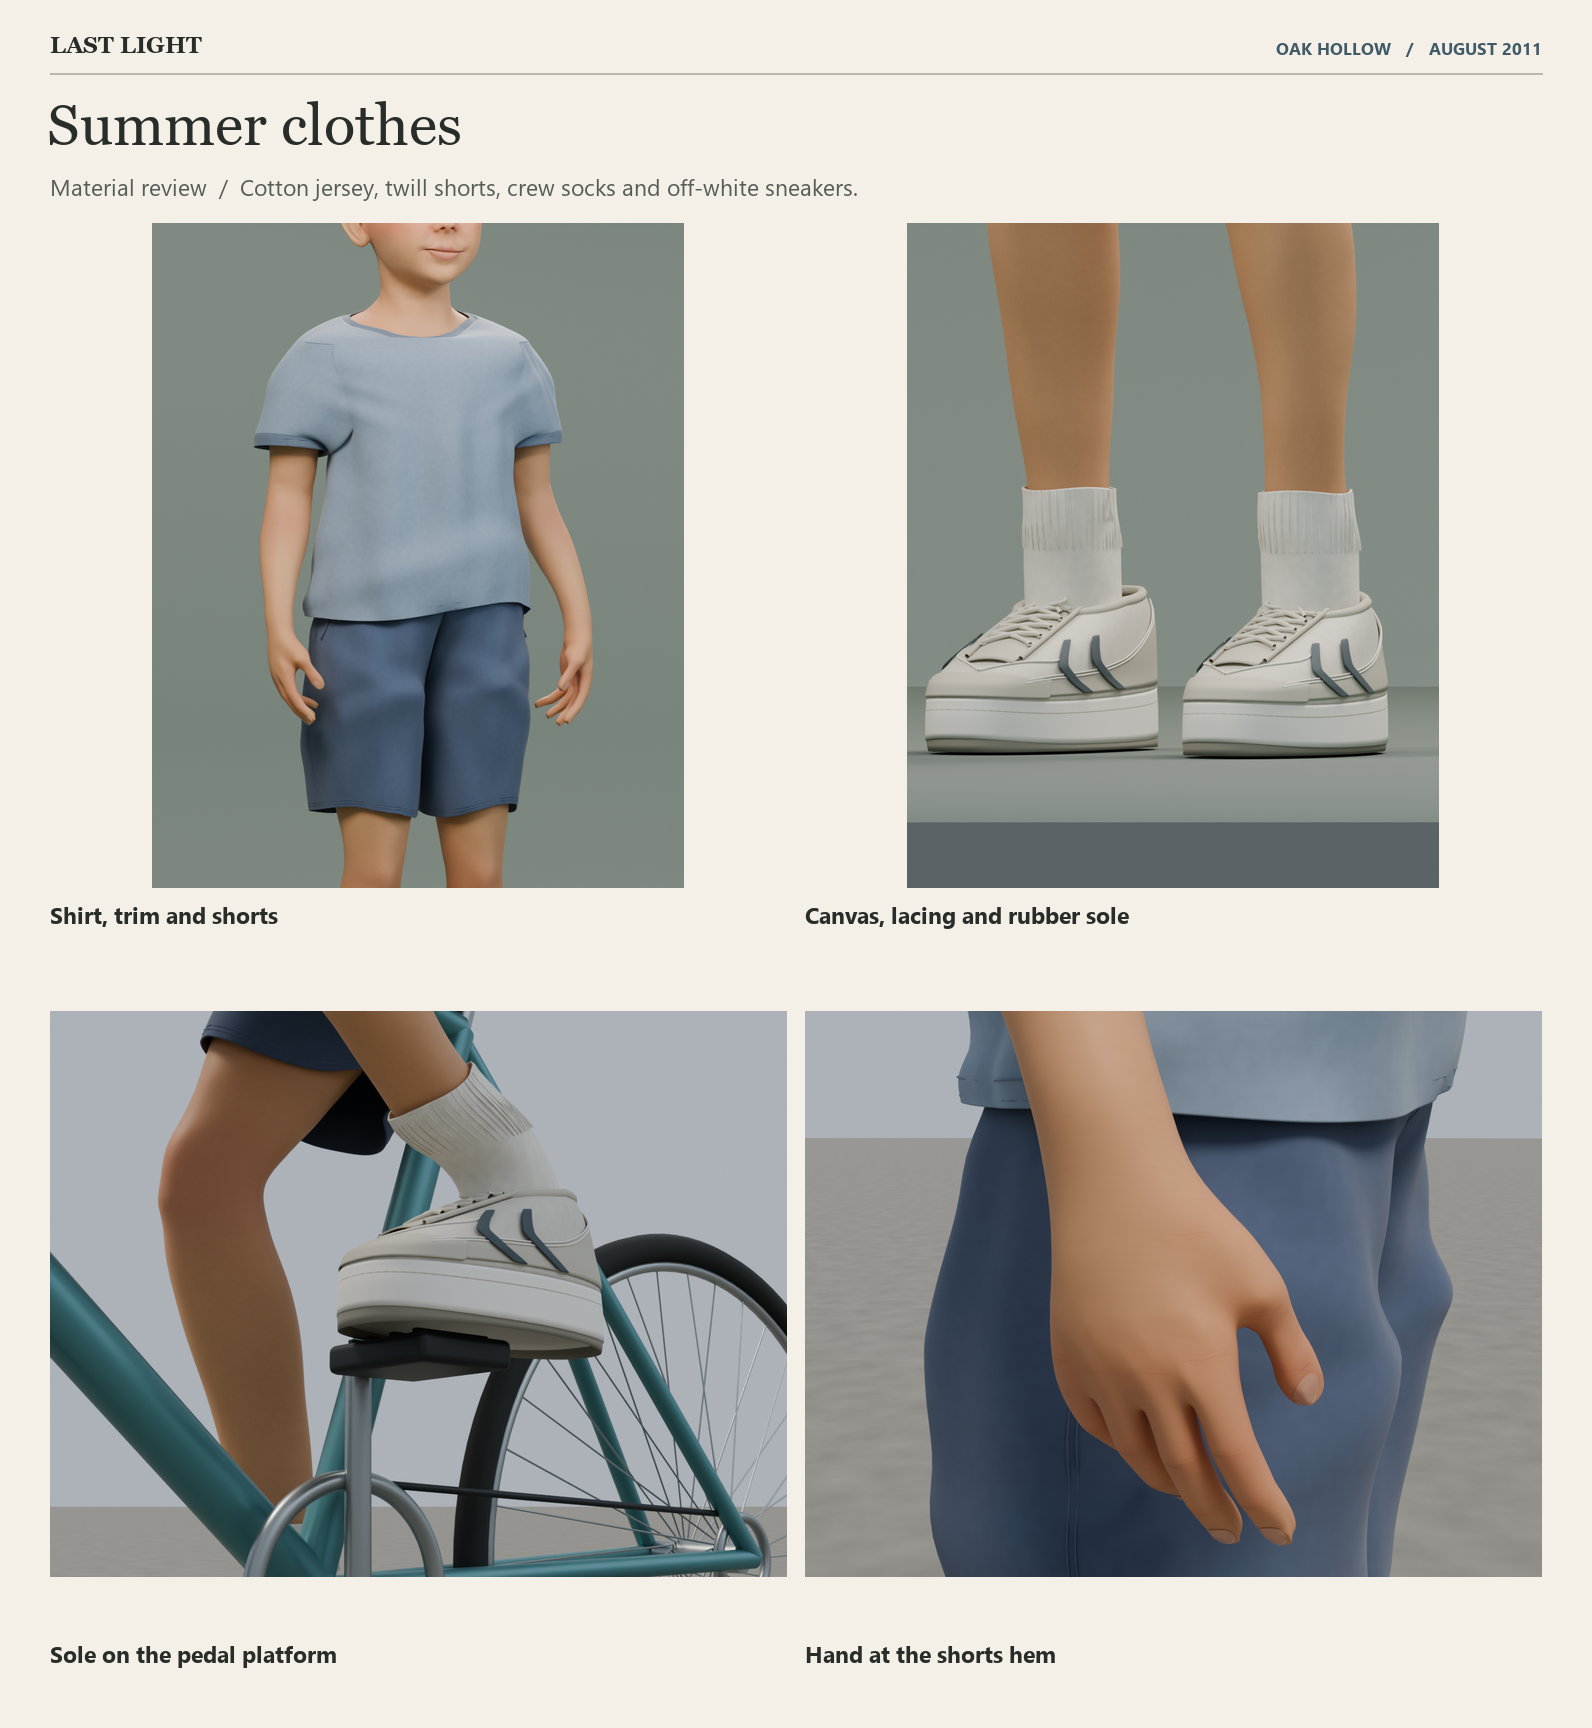 LAST LIGHT
OAK HOLLOW / AUGUST 2011
Summer clothes
Material review / Cotton jersey, twill shorts, crew socks and off-white sneakers.
Shirt, trim and shorts
Canvas, lacing and rubber sole
Sole on the pedal platform
Hand at the shorts hem